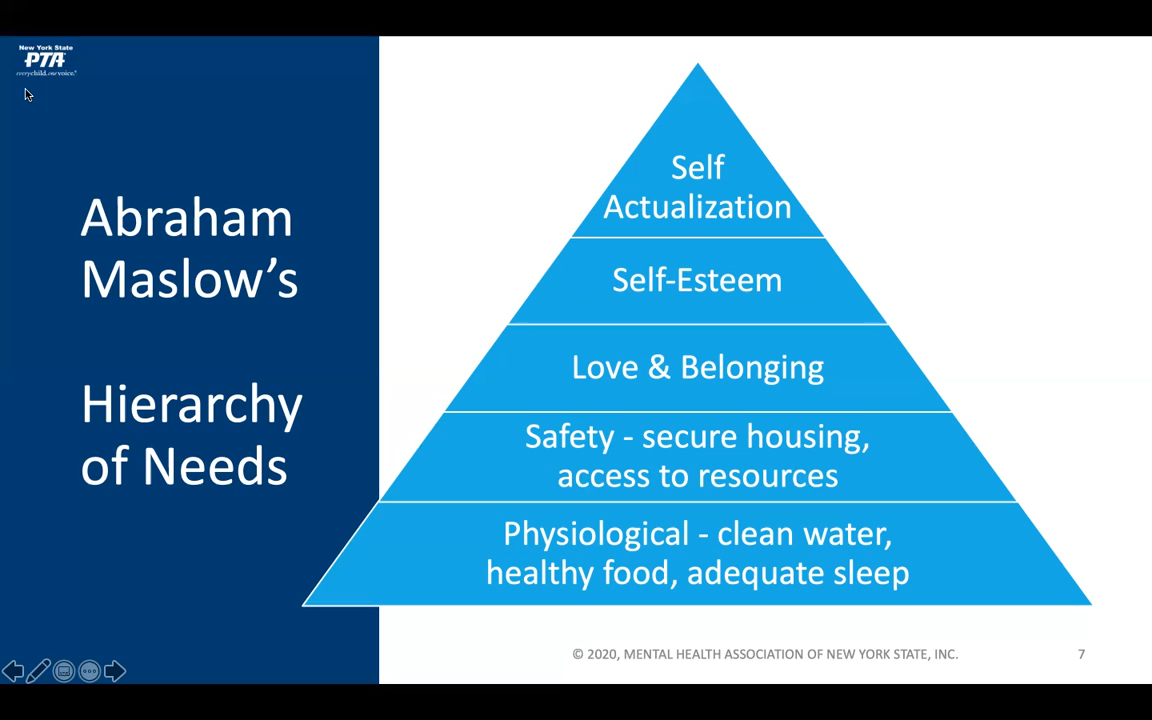 New York State
PTA
everychild.onevoice.®
Abraham
Maslow’s
Hierarchy
of Needs
Self
Actualization
Self-Esteem
Love & Belonging
Safety - secure housing,
access to resources
Physiological - clean water,
healthy food, adequate sleep
© 2020, MENTAL HEALTH ASSOCIATION OF NEW YORK STATE, INC.
7